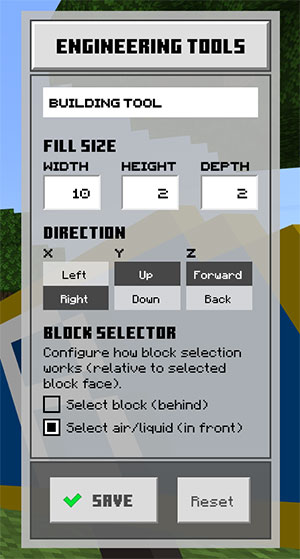 ENGINEERING TOOLS
BUILDING TOOL
FILL SIZE
WIDTH HEIGHT DEPTH
10 2 2
DIRECTION
X Y Z
Left Up Forward
Right Down Back
BLOCK SELECTOR
Configure how block selection
works (relative to selected
block face).
Select block (behind)
Select air/liquid (in front)
SAVE Reset